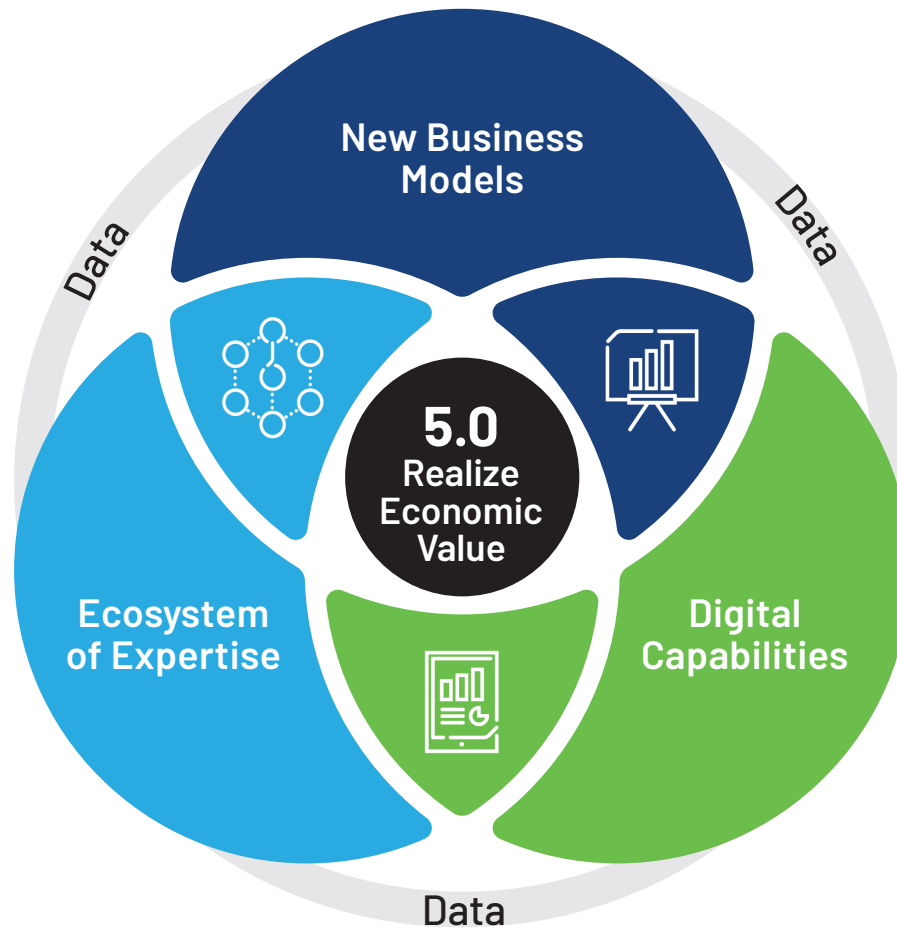 New Business
Models
Data
Data
5.0
Realize
Economic
Value
Ecosystem
of Expertise
Digital
Capabilities
Data